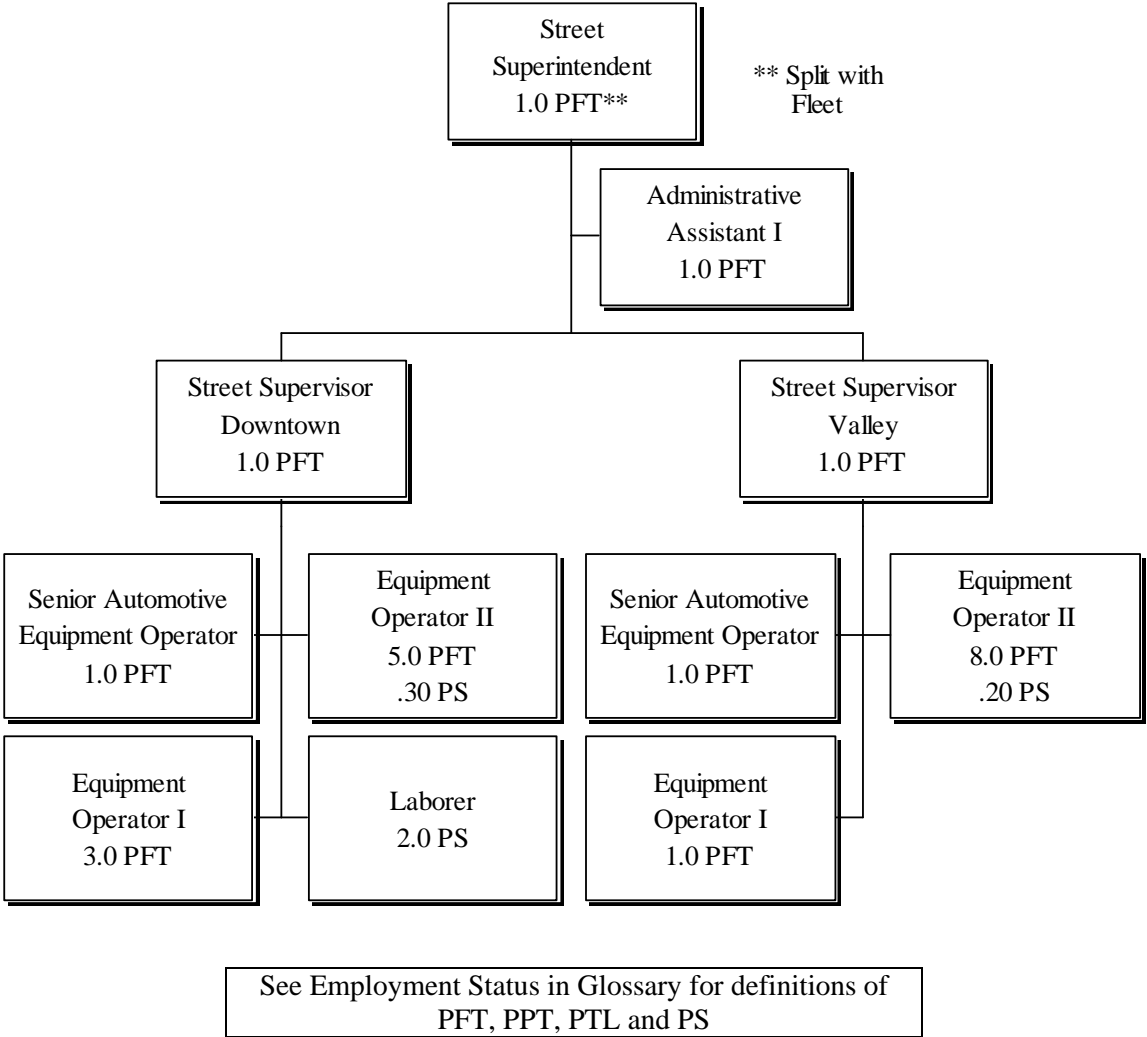 Street
Superintendent
1.0 PFT**
** Split with
Fleet
Administrative
Assistant I
1.0 PFT
Street Supervisor
Downtown
1.0 PFT
Street Supervisor
Valley
1.0 PFT
Senior Automotive
Equipment Operator
1.0 PFT
Equipment
Operator II
5.0 PFT
.30 PS
Senior Automotive
Equipment Operator
1.0 PFT
Equipment
Operator II
8.0 PFT
.20 PS
Equipment
Operator I
3.0 PFT
Laborer
2.0 PS
Equipment
Operator I
1.0 PFT
See Employment Status in Glossary for definitions of
PFT, PPT, PTL and PS